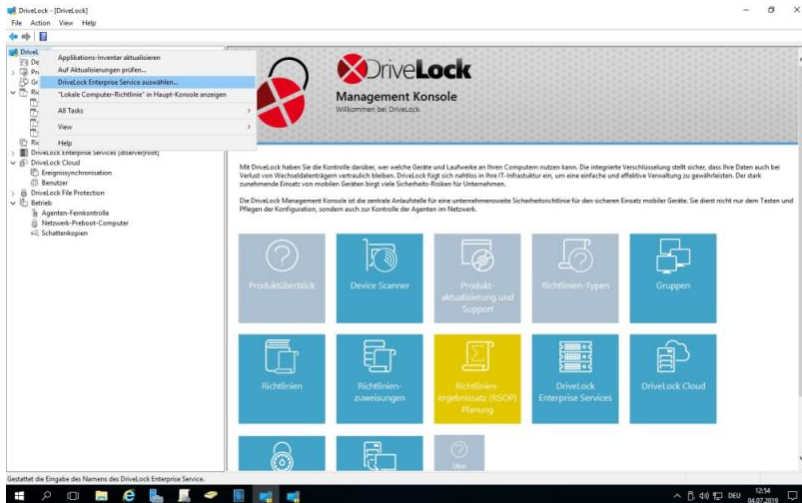 DriveLock - [DriveLock]
File Action View Help
DriveL
Applikations-Inventar aktualisieren
Auf Aktualisierungen prüfen...
DriveLock Enterprise Service auswählen...
"Lokale Computer-Richtlinie" in Haupt-Konsole anzeigen
All Tasks
View
Help
De
Pr
Gr
Ri
Ric
DriveLock Enterprise Services [dlserver/root]
DriveLock Cloud
Ereignissynchronisation
Benutzer
DriveLock File Protection
Betrieb
Agenten-Fernkontrolle
Netzwerk-Preboot-Computer
Schattenkopien
DriveLock
Management Konsole
Willkommen bei DriveLock
Mit DriveLock haben Sie die Kontrolle darüber, wer welche Geräte und Laufwerke an Ihren Computern nutzen kann. Die integrierte Verschlüsselung stellt sicher, dass Ihre Daten auch bei
Verlust von Wechseldatenträgern vertraulich bleiben. DriveLock fügt sich nahtlos in Ihre IT-Infrastruktur ein, um eine einfache und effektive Verwaltung zu gewährleisten. Der stark
zunehmende Einsatz von mobilen Geräten birgt viele Sicherheits-Risiken für Unternehmen.
Die DriveLock Management Konsole ist die zentrale Anlaufstelle für eine unternehmensweite Sicherheitsrichtlinie für den sicheren Einsatz mobiler Geräte. Sie dient nicht nur dem Testen und
Pflegen der Konfiguration, sondern auch zur Kontrolle der Agenten im Netzwerk.
Produktüberblick
Device Scanner
Produkt-
aktualisierung und
Support
Richtlinien-Typen
Gruppen
Richtlinien
Richtlinien-
zuweisungen
Richtlinien-
ergebnissatz (RSOP)
Planung
DriveLock
Enterprise Services
DriveLock Cloud
Über
Gestattet die Eingabe des Namens des DriveLock Enterprise Service.
DEU
12:54
04.07.2019